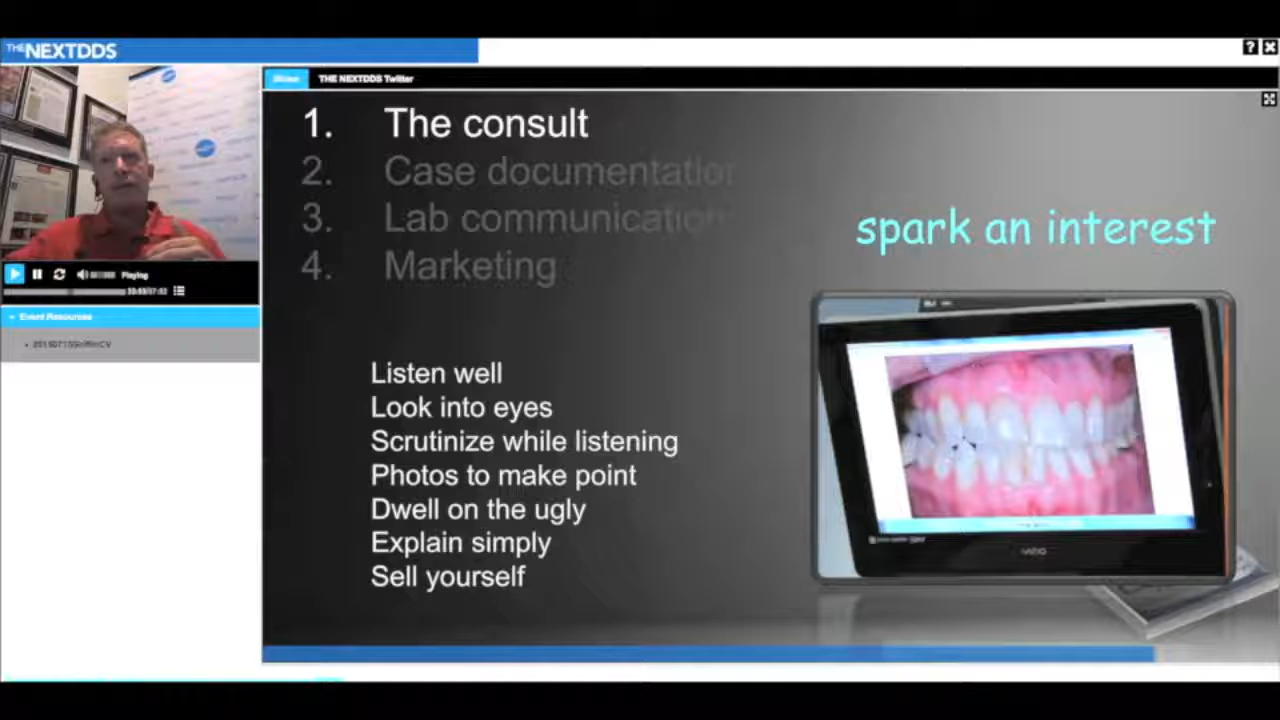 THE NEXTDDS
? X
Slides THE NEXTDDS Twitter
Playing
Event Resources
1. The consult
2. Case documentation
3. Lab communication
4. Marketing
spark an interest
Listen well
Look into eyes
Scrutinize while listening
Photos to make point
Dwell on the ugly
Explain simply
Sell yourself
VIZIO